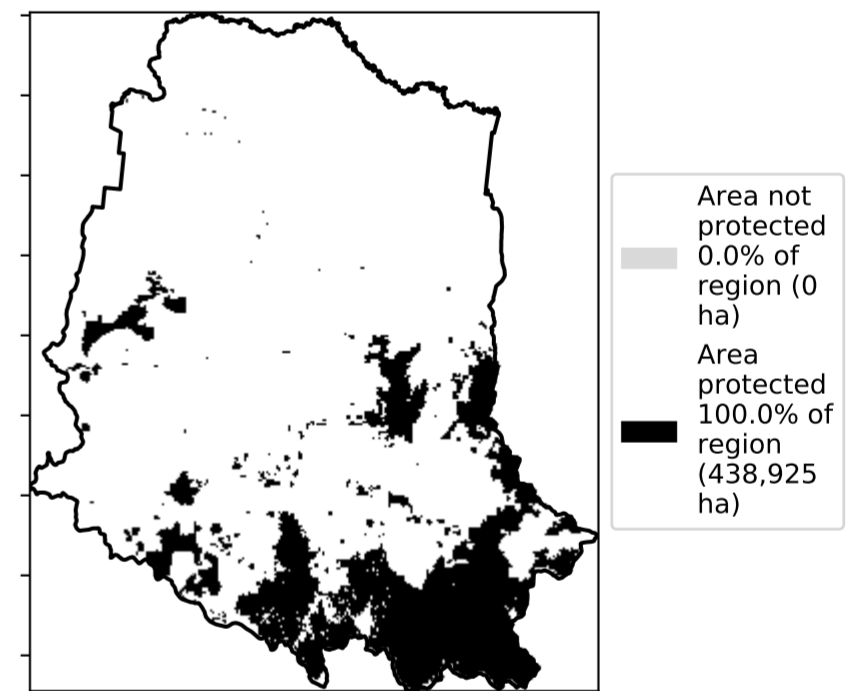 Area not
protected
0.0% of
region (0
ha)
Area
protected
100.0% of
region
(438,925
ha)